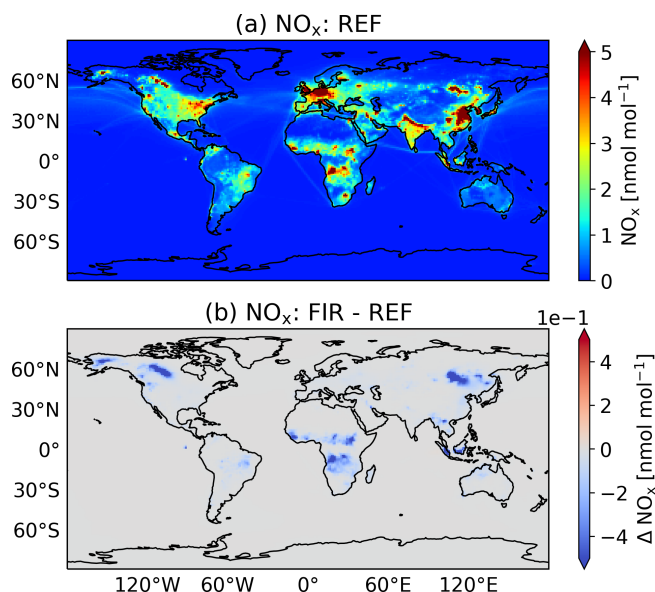 (a) NOₓ: REF
60°N
30°N
0°
30°S
60°S
5
4
3
2
1
0
NOₓ [nmol mol⁻¹]
(b) NOₓ: FIR - REF
1e−1
60°N
30°N
0°
30°S
60°S
120°W 60°W 0° 60°E 120°E
4
2
0
−2
−4
Δ NOₓ [nmol mol⁻¹]